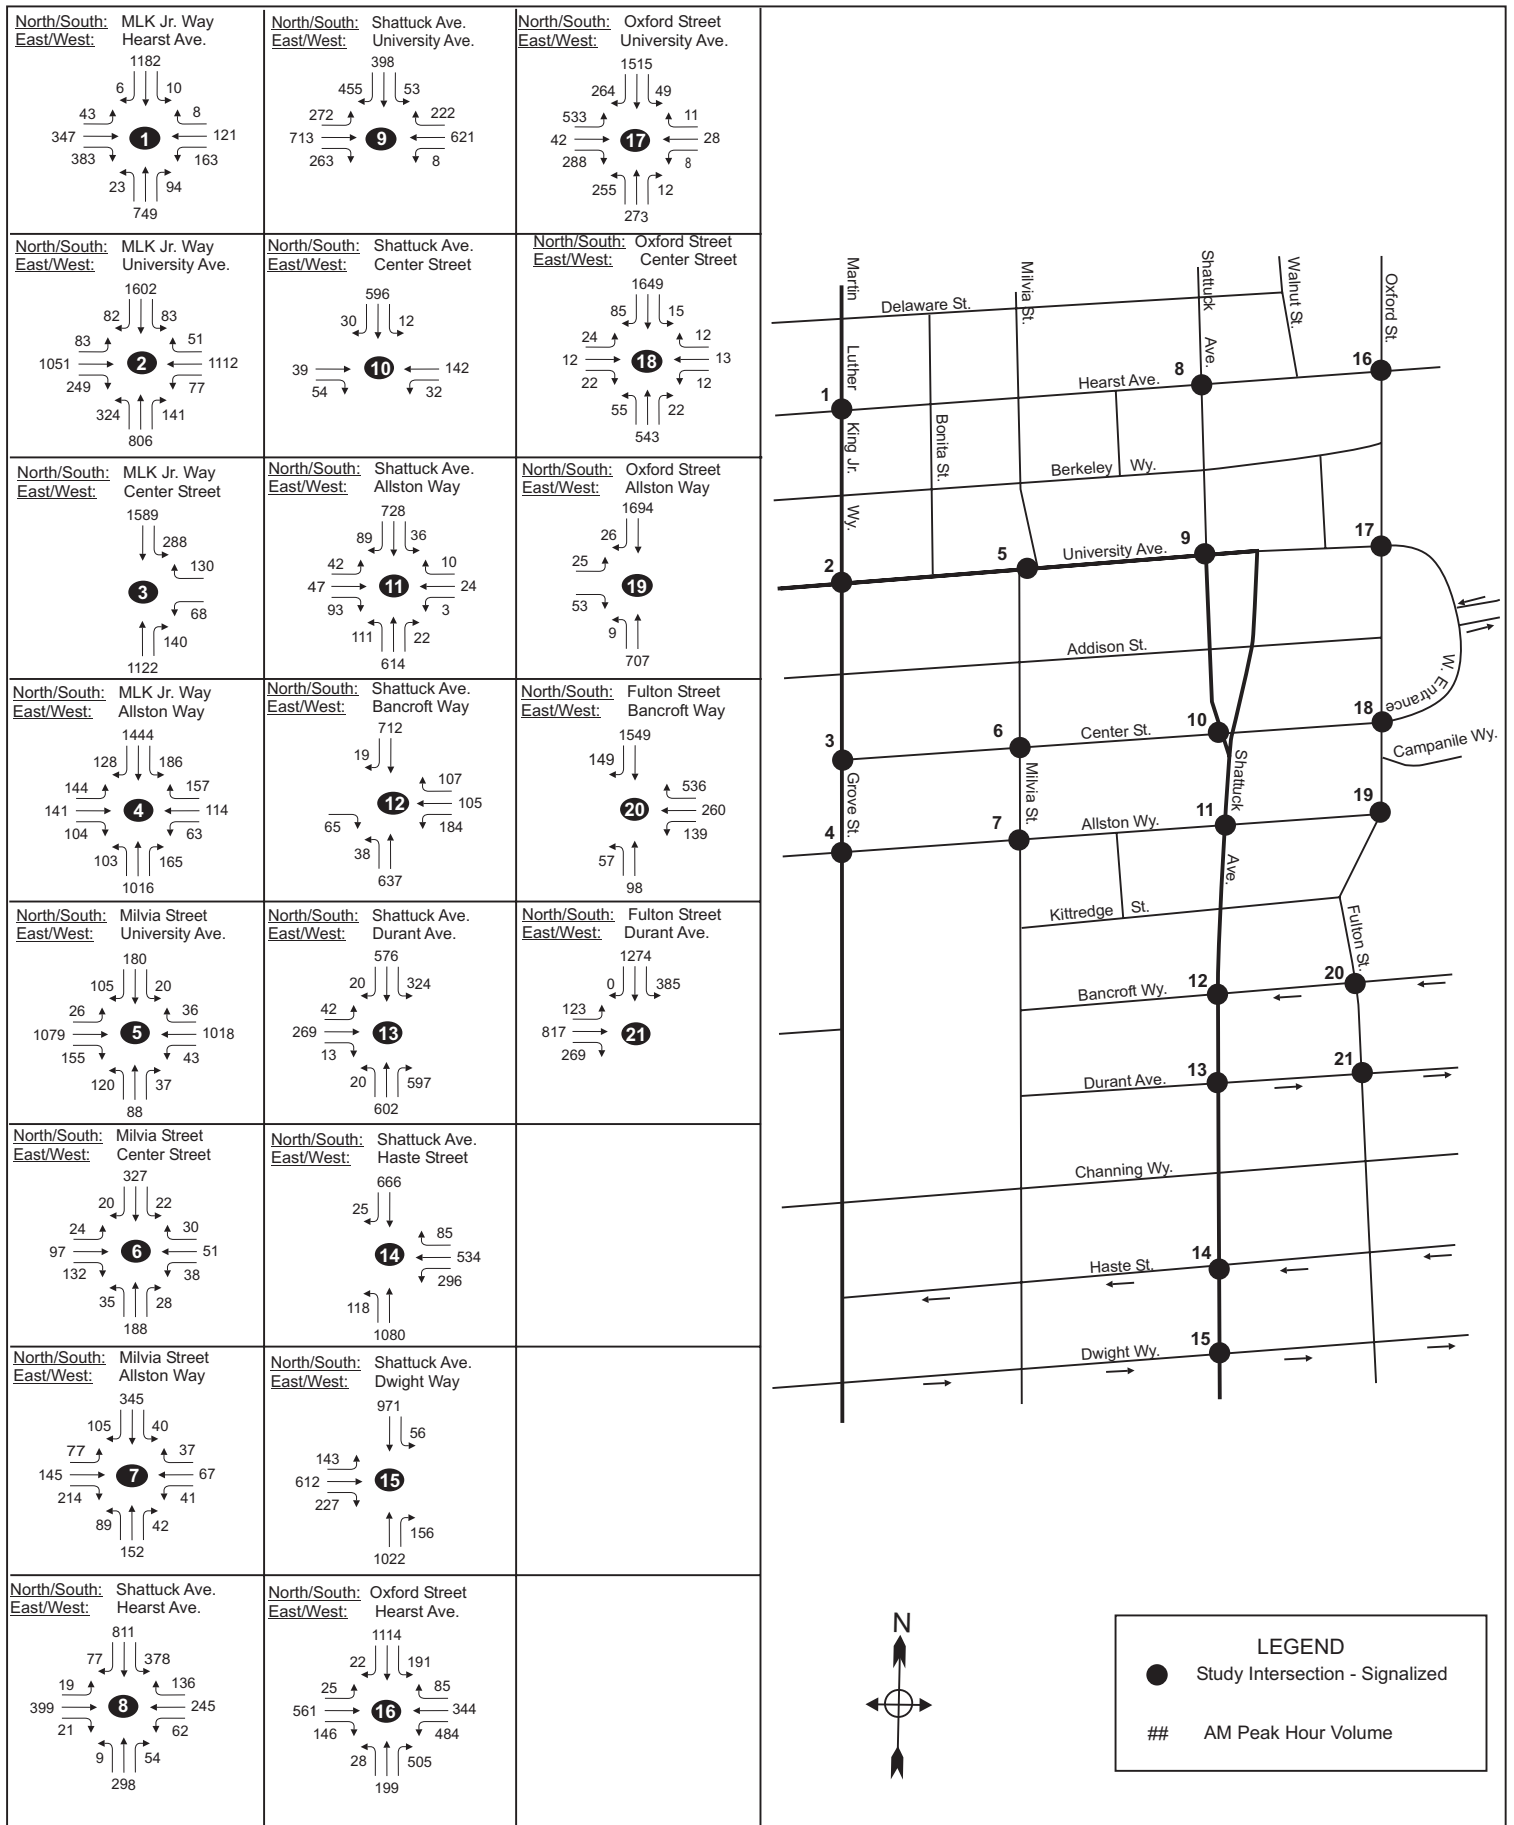 North/South: MLK Jr. Way
East/West: Hearst Ave.
1182
6 10
43 8
347 1 121
383 163
23 94
749
North/South: Shattuck Ave.
East/West: University Ave.
398
455 53
272 222
713 9 621
263 8
North/South: Oxford Street
East/West: University Ave.
1515
264 49
533 11
42 17 28
288 8
255 12
273
North/South: MLK Jr. Way
East/West: University Ave.
1602
82 83
83 51
1051 2 1112
249 77
324 141
806
North/South: Shattuck Ave.
East/West: Center Street
596
30 12
39 10 142
54 32
North/South: Oxford Street
East/West: Center Street
1649
85 15
24 12
12 18 13
22 12
55 22
543
North/South: MLK Jr. Way
East/West: Center Street
1589
288
130
3
68
140
1122
North/South: Shattuck Ave.
East/West: Allston Way
728
89 36
42 10
47 11 24
93 3
111 22
614
North/South: Oxford Street
East/West: Allston Way
1694
26
25
19
53
9
707
North/South: MLK Jr. Way
East/West: Allston Way
1444
128 186
144 157
141 4 114
104 63
103 165
1016
North/South: Shattuck Ave.
East/West: Bancroft Way
712
19
107
12 105
65 184
38
637
North/South: Fulton Street
East/West: Bancroft Way
1549
149
536
20 260
139
57
98
North/South: Milvia Street
East/West: University Ave.
180
105 20
26 36
1079 5 1018
155 43
120 37
88
North/South: Shattuck Ave.
East/West: Durant Ave.
576
20 324
42
269 13
13
20 597
602
North/South: Fulton Street
East/West: Durant Ave.
1274
0 385
123
817 21
269
North/South: Milvia Street
East/West: Center Street
327
20 22
24 30
97 6 51
132 38
35 28
188
North/South: Shattuck Ave.
East/West: Haste Street
666
25
85
14 534
296
118
1080
North/South: Milvia Street
East/West: Allston Way
345
105 40
77 37
145 7 67
214 41
89 42
152
North/South: Shattuck Ave.
East/West: Dwight Way
971
56
143
612 15
227
156
1022
North/South: Shattuck Ave.
East/West: Hearst Ave.
811
77 378
19 136
399 8 245
21 62
9 54
298
North/South: Oxford Street
East/West: Hearst Ave.
1114
22 191
25 85
561 16 344
146 484
28 505
199
Martin Luther King Jr. Wy.
Grove St.
Milvia St.
Milvia St.
Shattuck Ave.
Walnut St.
Oxford St.
Delaware St.
Bonita St.
1
8
16
Hearst Ave.
Berkeley Wy.
2
5
9
17
University Ave.
Addison St.
W. Entrance
3
6
10
18
Center St.
Campanile Wy.
Shattuck Ave.
4
7
11
19
Allston Wy.
Kittredge St.
Fulton St.
12
20
Bancroft Wy.
13
21
Durant Ave.
Channing Wy.
14
Haste St.
15
Dwight Wy.
N
LEGEND
Study Intersection - Signalized
## AM Peak Hour Volume